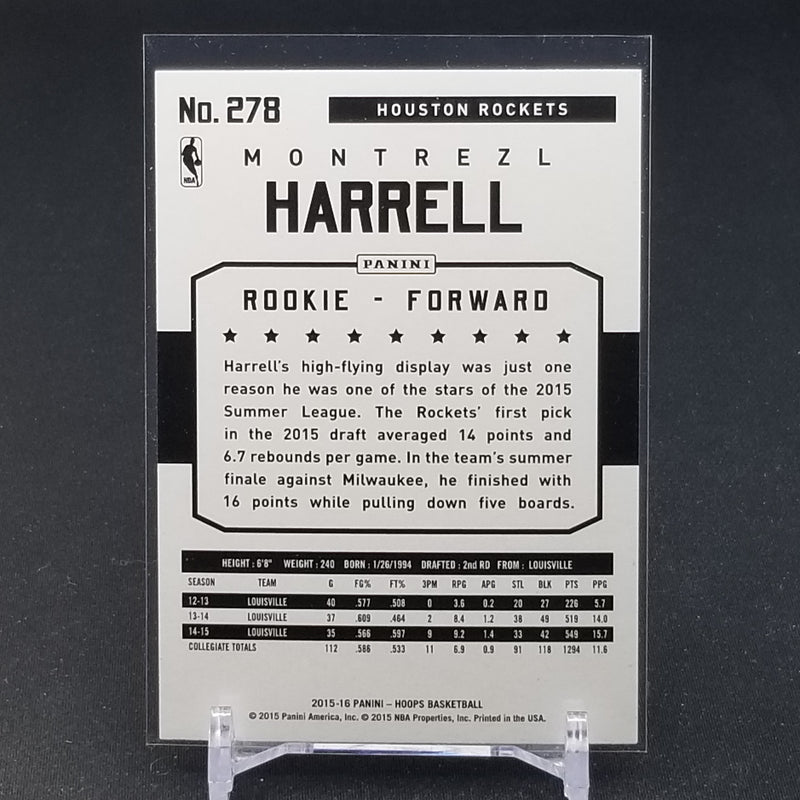 No. 278
HOUSTON ROCKETS
NBA
MONTREZL
HARRELL
PANINI
ROOKIE - FORWARD
Harrell's high-flying display was just one
reason he was one of the stars of the 2015
Summer League. The Rockets' first pick
in the 2015 draft averaged 14 points and
6.7 rebounds per game. In the team's summer
finale against Milwaukee, he finished with
16 points while pulling down five boards.
HEIGHT : 6'8" WEIGHT : 240 BORN : 1/26/1994 DRAFTED : 2nd RD FROM : LOUISVILLE
SEASON TEAM G FG% FT% 3PM RPG APG STL BLK PTS PPG
12-13 LOUISVILLE 40 .577 .508 0 3.6 0.2 20 27 226 5.7
13-14 LOUISVILLE 37 .609 .464 2 8.4 1.2 38 49 519 14.0
14-15 LOUISVILLE 35 .566 .597 9 9.2 1.4 33 42 549 15.7
COLLEGIATE TOTALS 112 .586 .533 11 6.9 0.9 91 118 1294 11.6
2015-16 PANINI – HOOPS BASKETBALL
© 2015 Panini America, Inc. © 2015 NBA Properties, Inc. Printed in the USA.